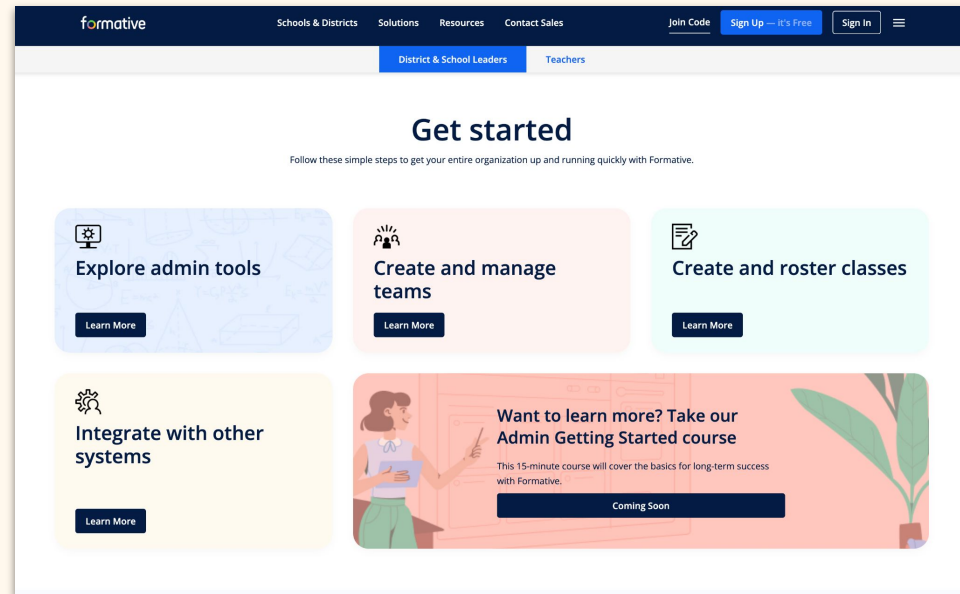 formative
Schools & Districts Solutions Resources Contact Sales Join Code Sign Up — it's Free Sign In
District & School Leaders Teachers
Get started
Follow these simple steps to get your entire organization up and running quickly with Formative.
Explore admin tools
Learn More
Create and manage
teams
Learn More
Create and roster classes
Learn More
Integrate with other
systems
Learn More
Want to learn more? Take our
Admin Getting Started course
This 15-minute course will cover the basics for long-term success
with Formative.
Coming Soon